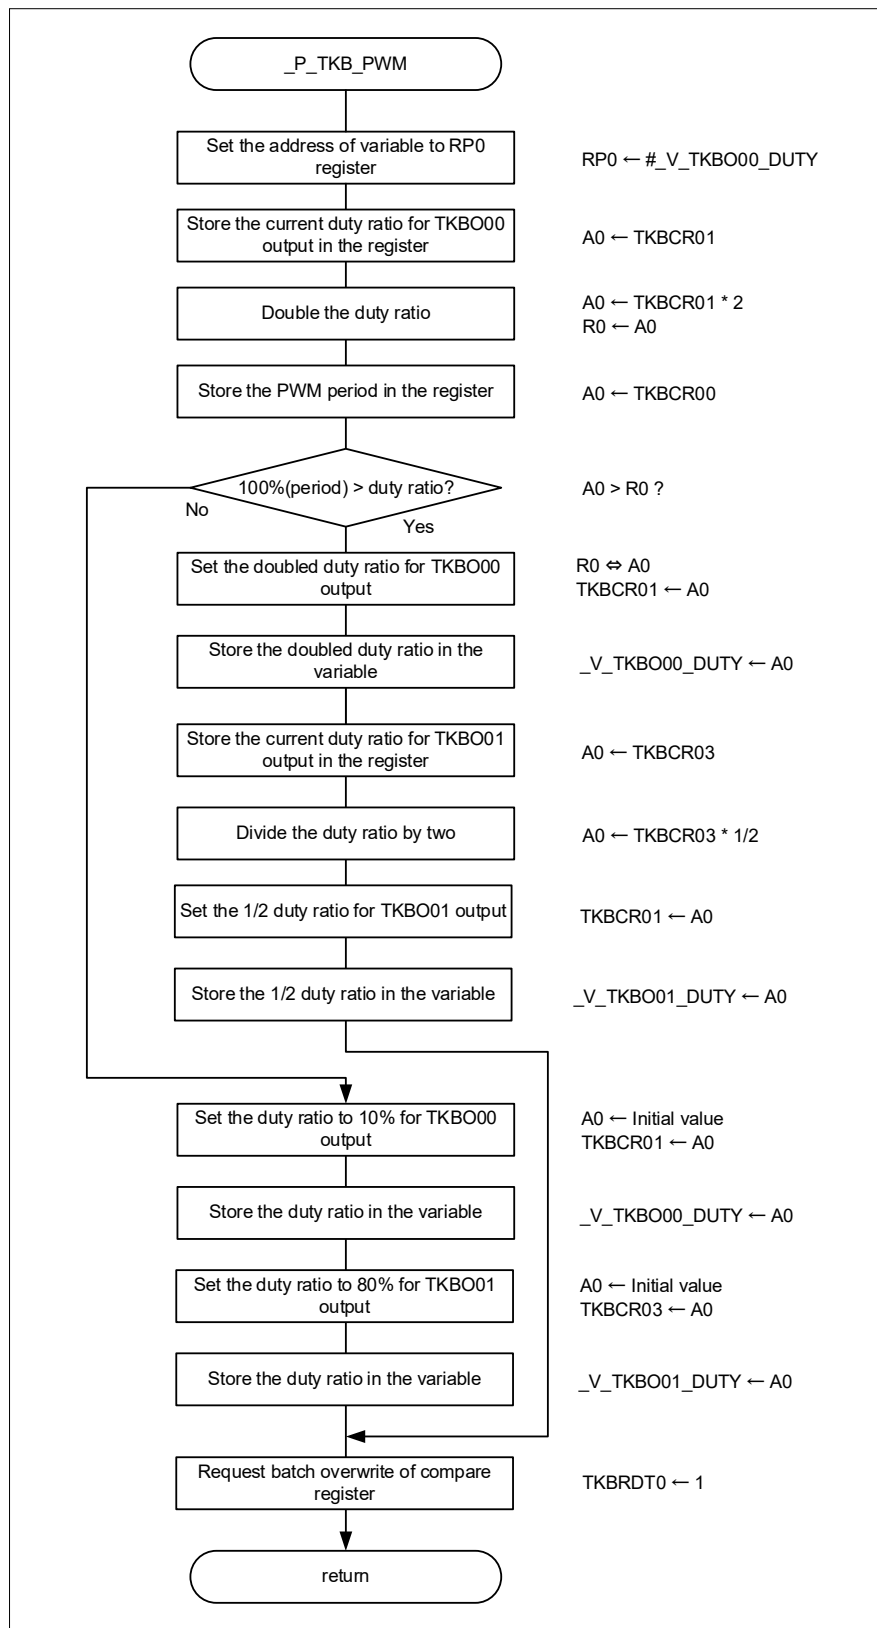 _P_TKB_PWM
Set the address of variable to RP0
register
RP0 ← #_V_TKBO00_DUTY
Store the current duty ratio for TKBO00
output in the register
A0 ← TKBCR01
Double the duty ratio
A0 ← TKBCR01 * 2
R0 ← A0
Store the PWM period in the register
A0 ← TKBCR00
100%(period) > duty ratio?
A0 > R0 ?
No
Yes
Set the doubled duty ratio for TKBO00
output
R0 ⇔ A0
TKBCR01 ← A0
Store the doubled duty ratio in the
variable
_V_TKBO00_DUTY ← A0
Store the current duty ratio for TKBO01
output in the register
A0 ← TKBCR03
Divide the duty ratio by two
A0 ← TKBCR03 * 1/2
Set the 1/2 duty ratio for TKBO01 output
TKBCR01 ← A0
Store the 1/2 duty ratio in the variable
_V_TKBO01_DUTY ← A0
Set the duty ratio to 10% for TKBO00
output
A0 ← Initial value
TKBCR01 ← A0
Store the duty ratio in the variable
_V_TKBO00_DUTY ← A0
Set the duty ratio to 80% for TKBO01
output
A0 ← Initial value
TKBCR03 ← A0
Store the duty ratio in the variable
_V_TKBO01_DUTY ← A0
Request batch overwrite of compare
register
TKBRDT0 ← 1
return